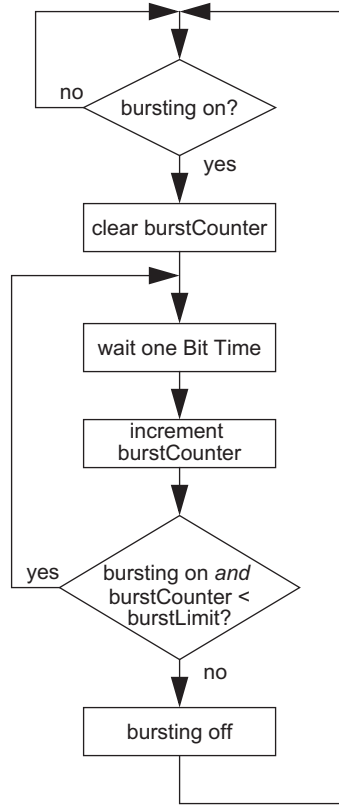 no
bursting on?
yes
clear burstCounter
wait one Bit Time
increment
burstCounter
yes
bursting on and
burstCounter <
burstLimit?
no
bursting off